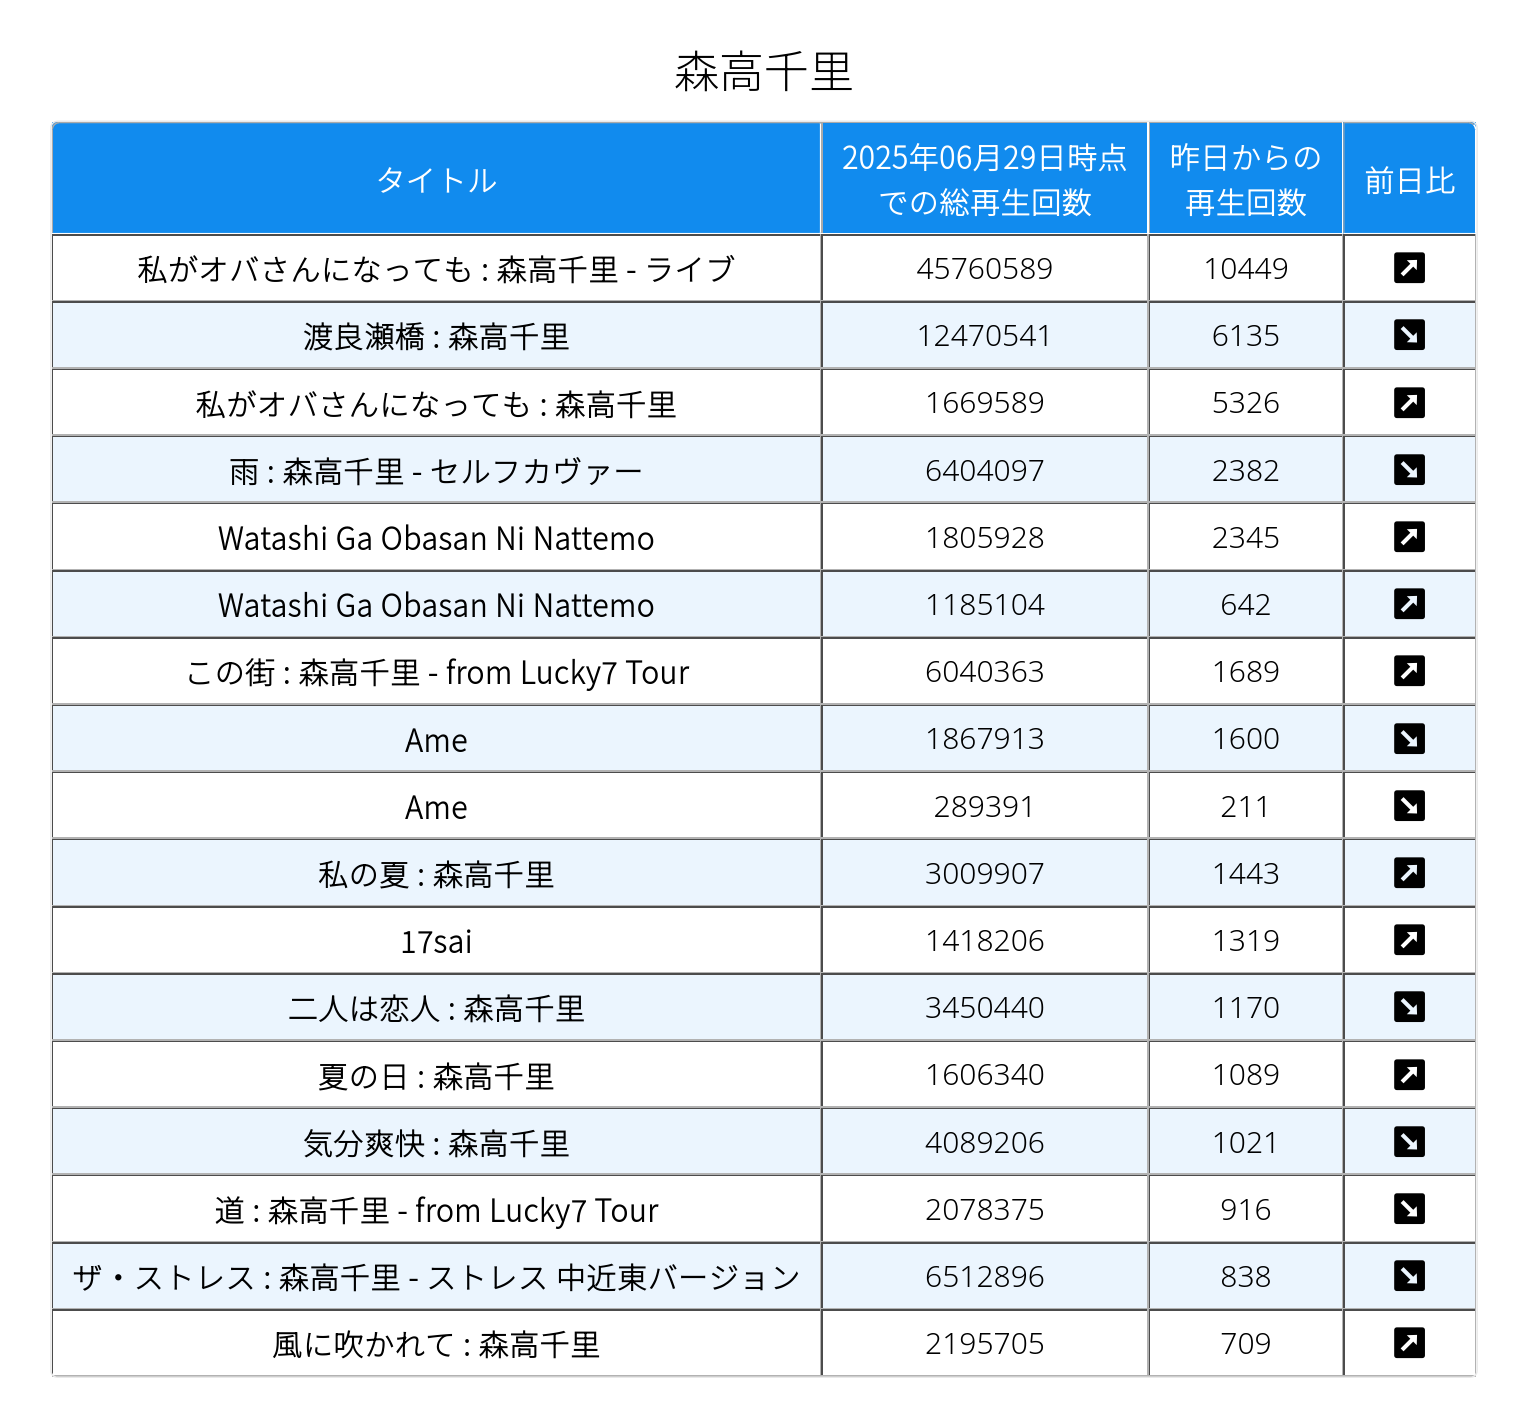 森高千里
タイトル 2025年06月29日時点での総再生回数 昨日からの再生回数 前日比
私がオバさんになっても : 森高千里 - ライブ 45760589 10449
渡良瀬橋 : 森高千里 12470541 6135
私がオバさんになっても : 森高千里 1669589 5326
雨 : 森高千里 - セルフカヴァー 6404097 2382
Watashi Ga Obasan Ni Nattemo 1805928 2345
Watashi Ga Obasan Ni Nattemo 1185104 642
この街 : 森高千里 - from Lucky7 Tour 6040363 1689
Ame 1867913 1600
Ame 289391 211
私の夏 : 森高千里 3009907 1443
17sai 1418206 1319
二人は恋人 : 森高千里 3450440 1170
夏の日 : 森高千里 1606340 1089
気分爽快 : 森高千里 4089206 1021
道 : 森高千里 - from Lucky7 Tour 2078375 916
ザ・ストレス : 森高千里 - ストレス 中近東バージョン 6512896 838
風に吹かれて : 森高千里 2195705 709